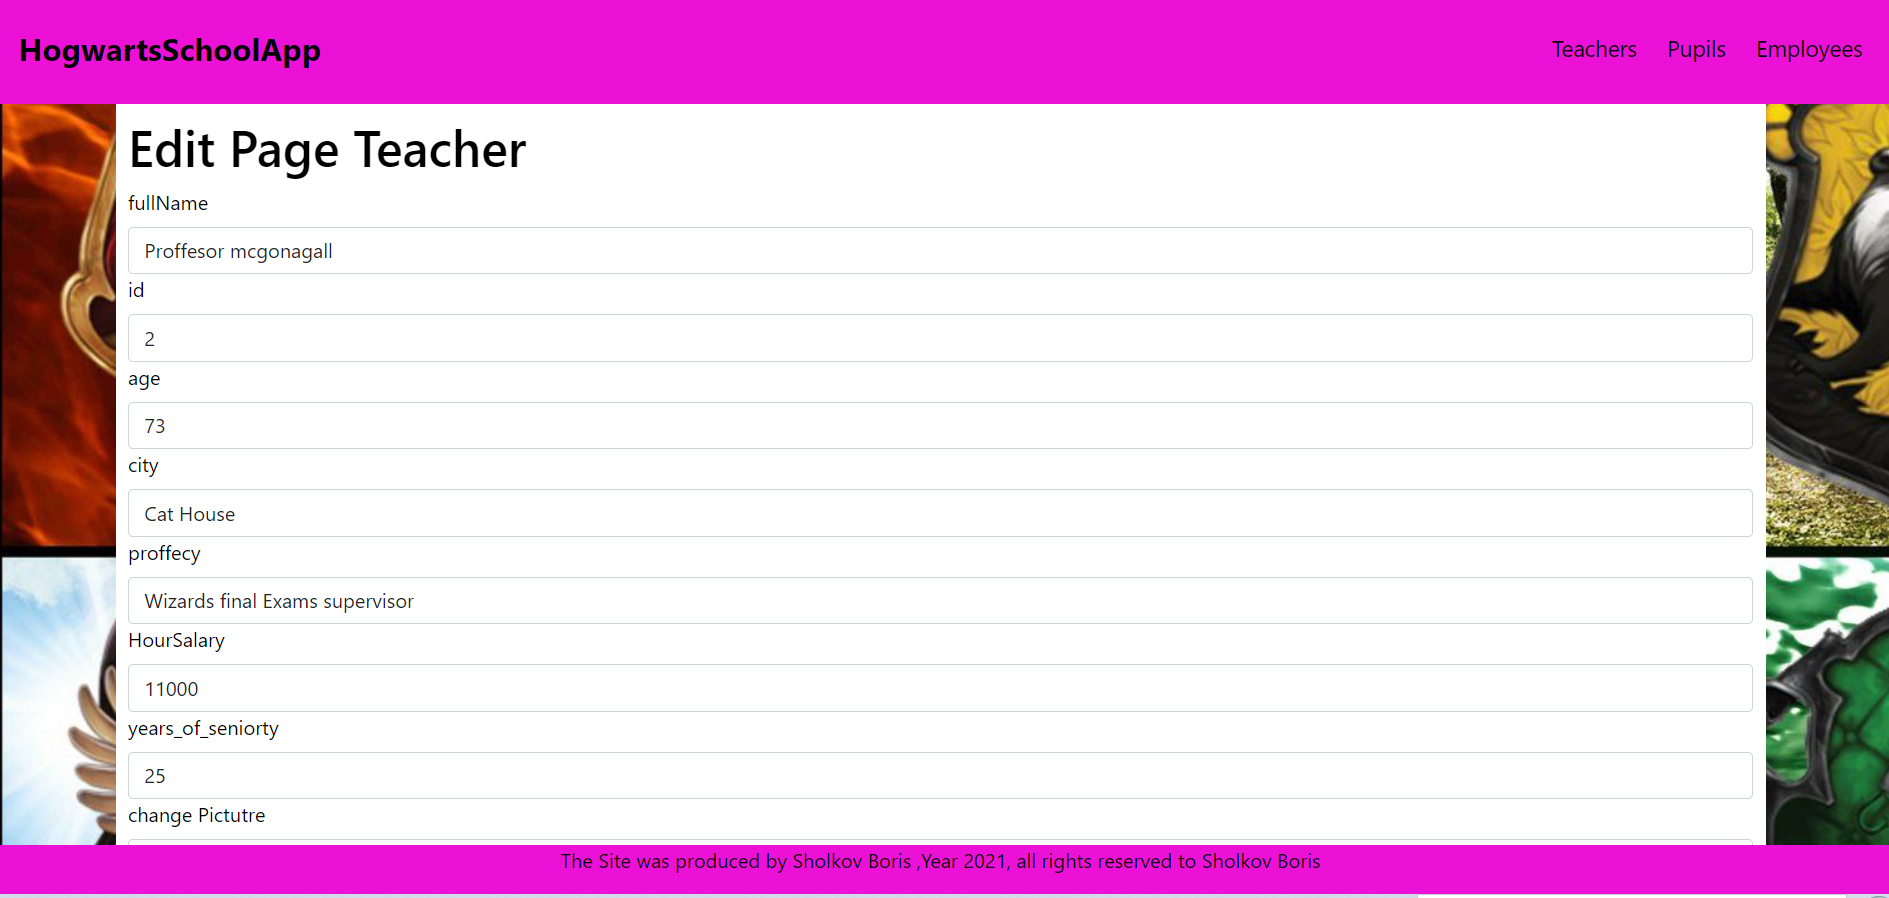 HogwartsSchoolApp
Teachers Pupils Employees
Edit Page Teacher
fullName
Proffesor mcgonagall
id
2
age
73
city
Cat House
proffecy
Wizards final Exams supervisor
HourSalary
11000
years_of_seniorty
25
change Pictutre
The Site was produced by Sholkov Boris ,Year 2021, all rights reserved to Sholkov Boris